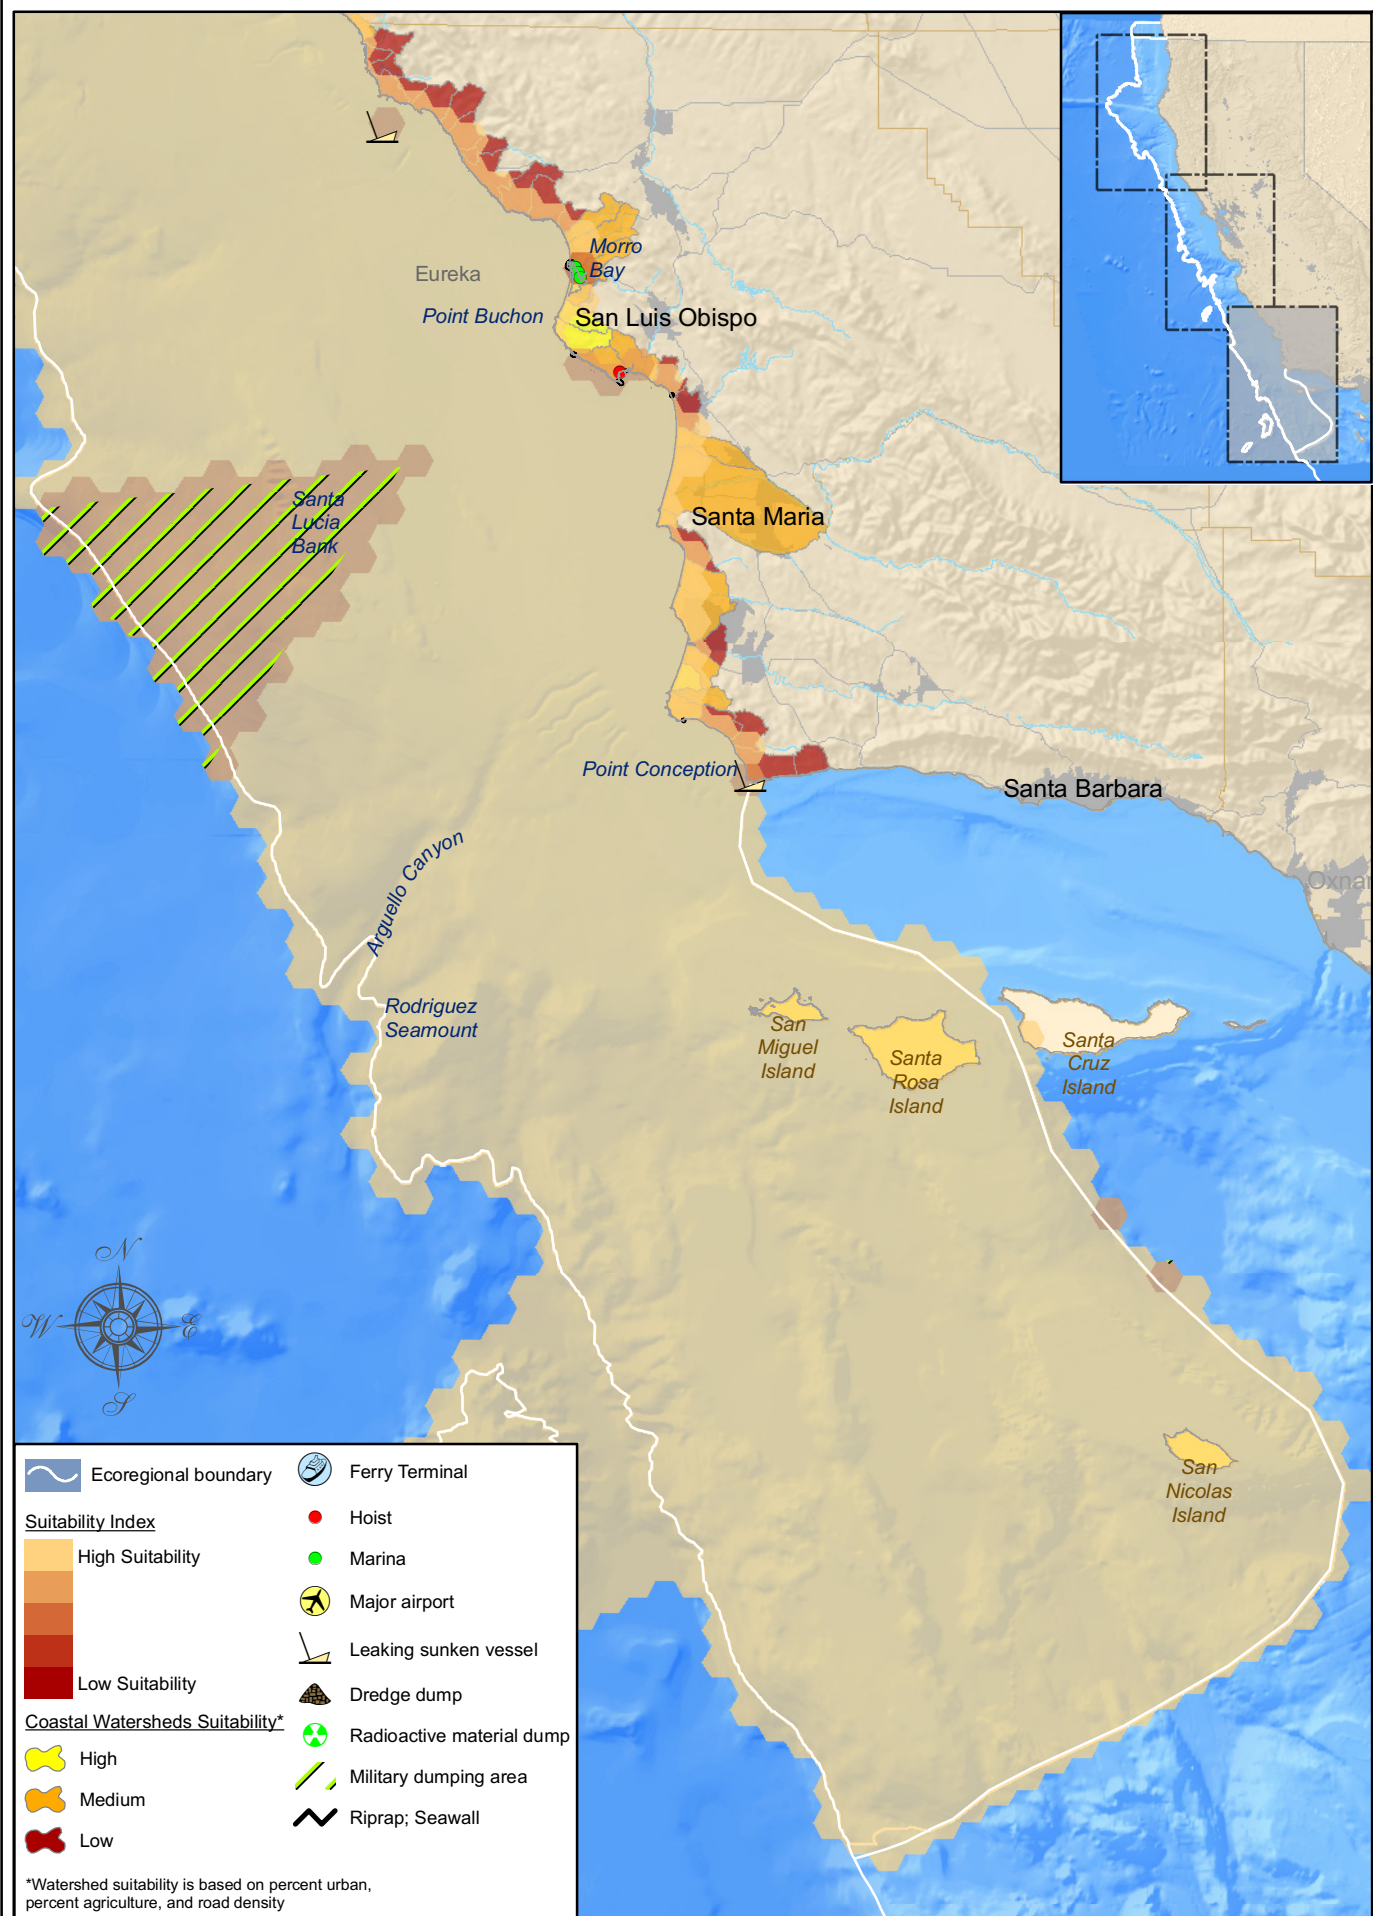 Morro
Bay
Eureka
Point Buchon
San Luis Obispo
Santa
Lucia
Bank
Santa Maria
Point Conception
Santa Barbara
Arguello Canyon
Oxnar
Rodriguez
Seamount
San
Miguel
Island
Santa
Rosa
Island
Santa
Cruz
Island
N
W
E
S
San
Nicolas
Island
Ecoregional boundary
Suitability Index
High Suitability
Low Suitability
Coastal Watersheds Suitability*
High
Medium
Low
Ferry Terminal
Hoist
Marina
Major airport
Leaking sunken vessel
Dredge dump
Radioactive material dump
Military dumping area
Riprap; Seawall
*Watershed suitability is based on percent urban,
percent agriculture, and road density